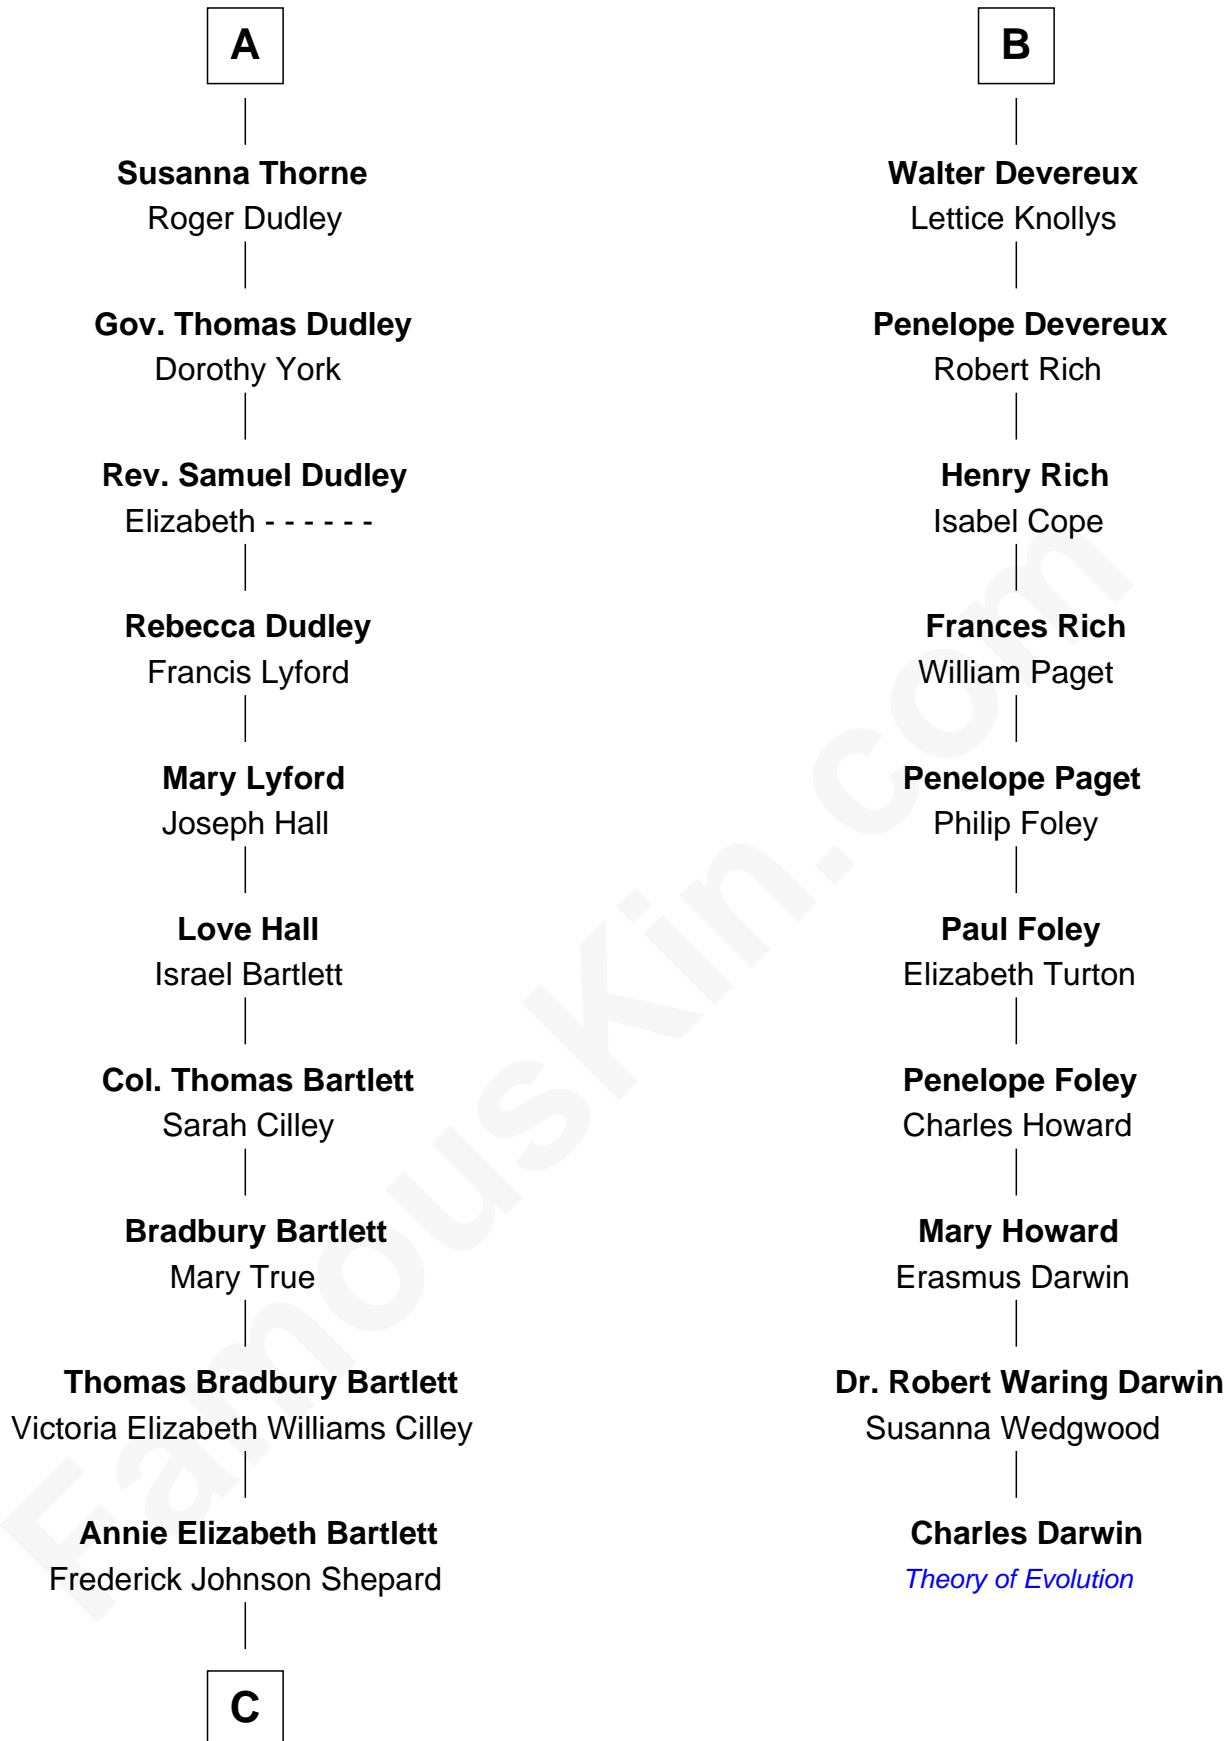 A
Susanna Thorne
Roger Dudley
Gov. Thomas Dudley
Dorothy York
Rev. Samuel Dudley
Elizabeth - - - - - -
Rebecca Dudley
Francis Lyford
Mary Lyford
Joseph Hall
Love Hall
Israel Bartlett
Col. Thomas Bartlett
Sarah Cilley
Bradbury Bartlett
Mary True
Thomas Bradbury Bartlett
Victoria Elizabeth Williams Cilley
Annie Elizabeth Bartlett
Frederick Johnson Shepard
C
B
Walter Devereux
Lettice Knollys
Penelope Devereux
Robert Rich
Henry Rich
Isabel Cope
Frances Rich
William Paget
Penelope Paget
Philip Foley
Paul Foley
Elizabeth Turton
Penelope Foley
Charles Howard
Mary Howard
Erasmus Darwin
Dr. Robert Waring Darwin
Susanna Wedgwood
Charles Darwin
Theory of Evolution
FamousKin.com